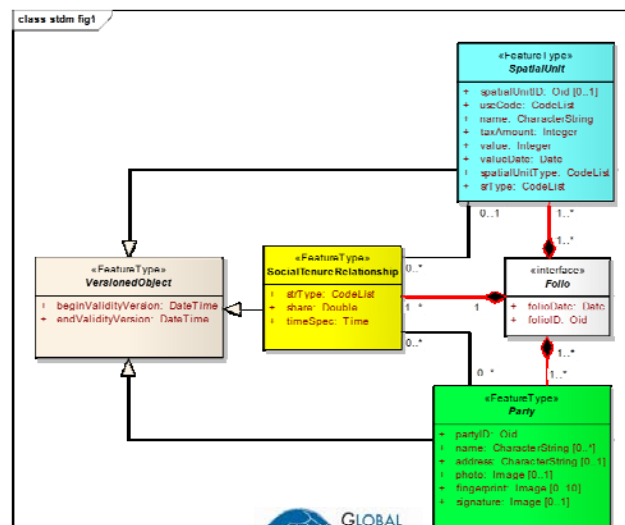 class stdm fig1
«FeatureType»
SpatialUnit
+ spatialUnitID: Oid [0..1]
+ useCode: CodeList
+ name: CharacterString
+ taxAmount: Integer
+ value: Integer
+ valueDate: Date
+ spatialUnitType: CodeList
+ srType: CodeList
0..1
1..*
1..*
0..*
«FeatureType»
VersionedObject
+ beginValidityVersion: DateTime
+ endValidityVersion: DateTime
«FeatureType»
SocialTenureRelationship
+ strType: CodeList
+ share: Double
+ timeSpec: Time
1..*
1
«interface»
Folio
+ folioDate: Date
+ folioID: Oid
0..*
1..*
0..*
1..*
«FeatureType»
Party
+ partyID: Oid
+ name: CharacterString [0..*]
+ address: CharacterString [0..1]
+ photo: Image [0..1]
+ fingerprint: Image [0..10]
+ signature: Image [0..1]
GLOBAL